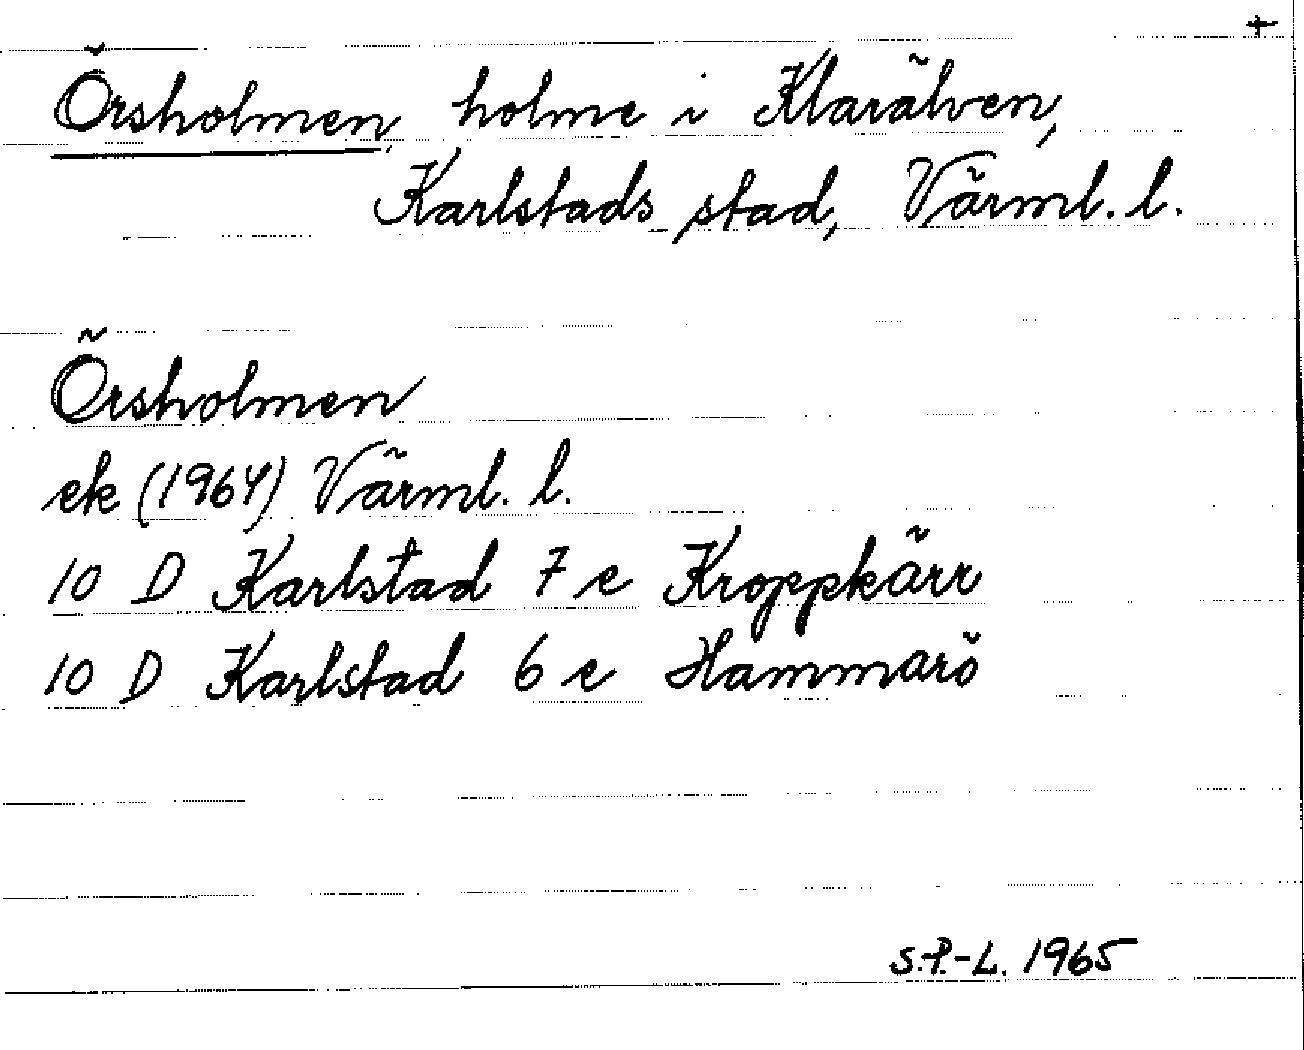 +
Örsholmen, holme i Klarälven,
Karlstads stad, Värml. l.
Örsholmen
ek (1964) Värml. l.
10 D Karlstad 7 e Kroppkärr
10 D Karlstad 6 e Hammarö
S.P.-L. 1965